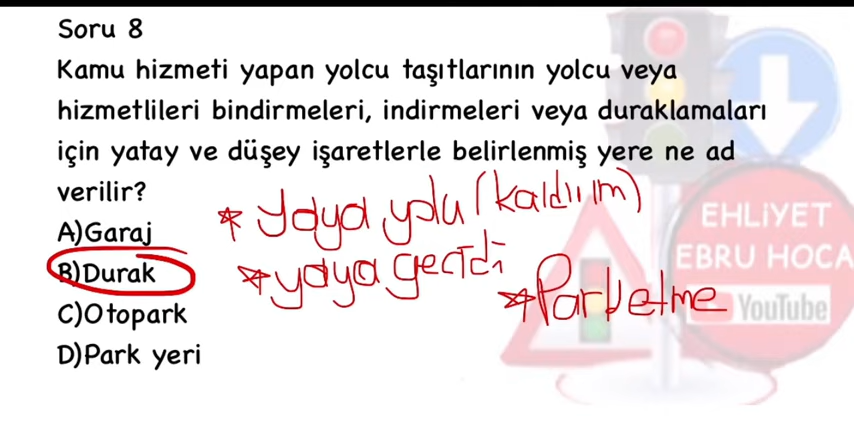 Soru 8
Kamu hizmeti yapan yolcu taşıtlarının yolcu veya
hizmetlileri bindirmeleri, indirmeleri veya duraklamaları
için yatay ve düşey işaretlerle belirlenmiş yere ne ad
verilir?
* Yaya yolu (kaldırım)
A)Garaj
B)Durak
* yaya gecidi
* Parketme
C)Otopark
D)Park yeri
EHLİYET
EBRU HOCA
YouTube